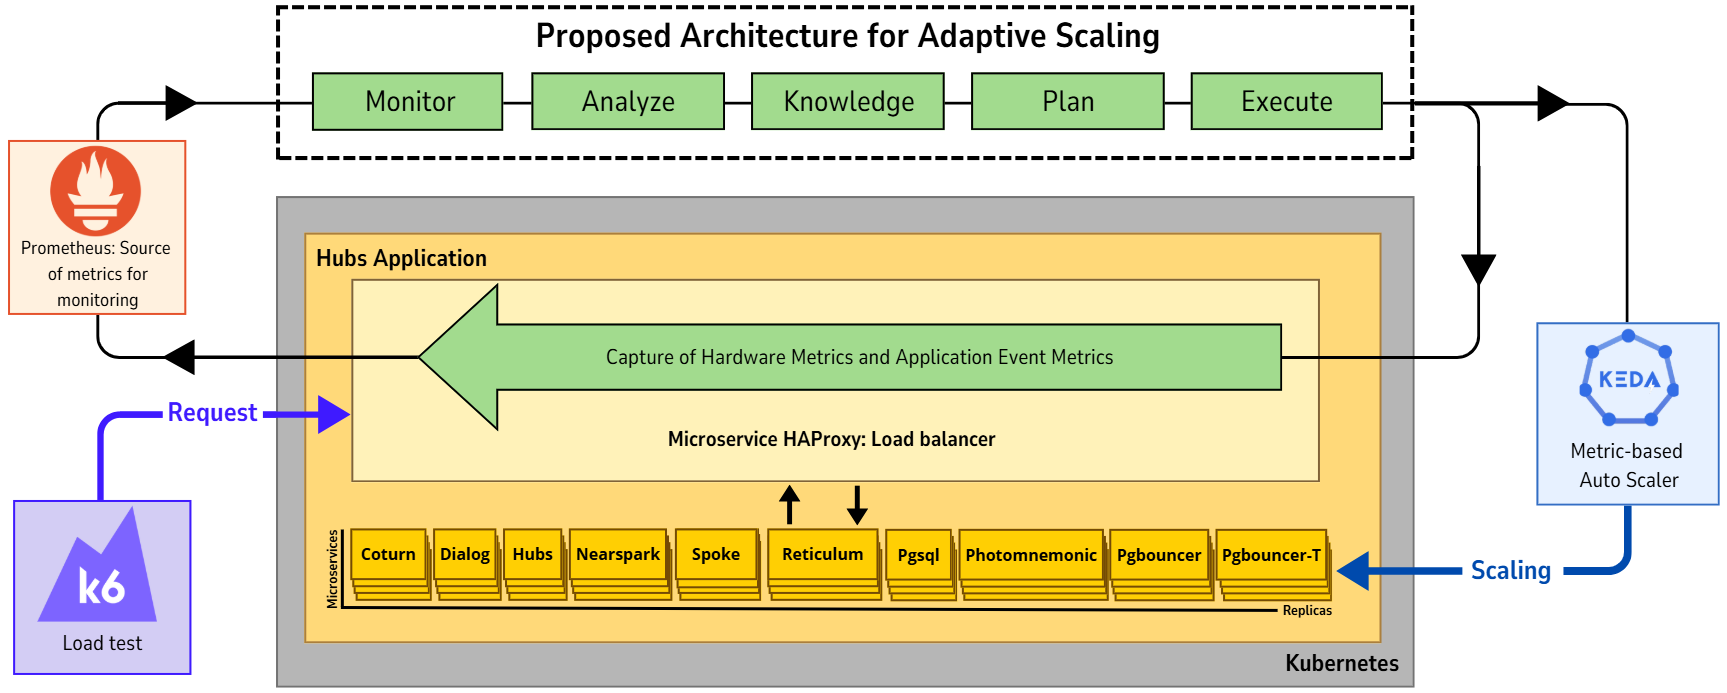 Proposed Architecture for Adaptive Scaling
Monitor
Analyze
Knowledge
Plan
Execute
Prometheus: Source
of metrics for
monitoring
Hubs Application
Capture of Hardware Metrics and Application Event Metrics
Microservice HAProxy: Load balancer
Request
k6
Load test
KEDA
Metric-based
Auto Scaler
Scaling
Microservices
Coturn
Dialog
Hubs
Nearspark
Spoke
Reticulum
Pgsql
Photomnemonic
Pgbouncer
Pgbouncer-T
Replicas
Kubernetes